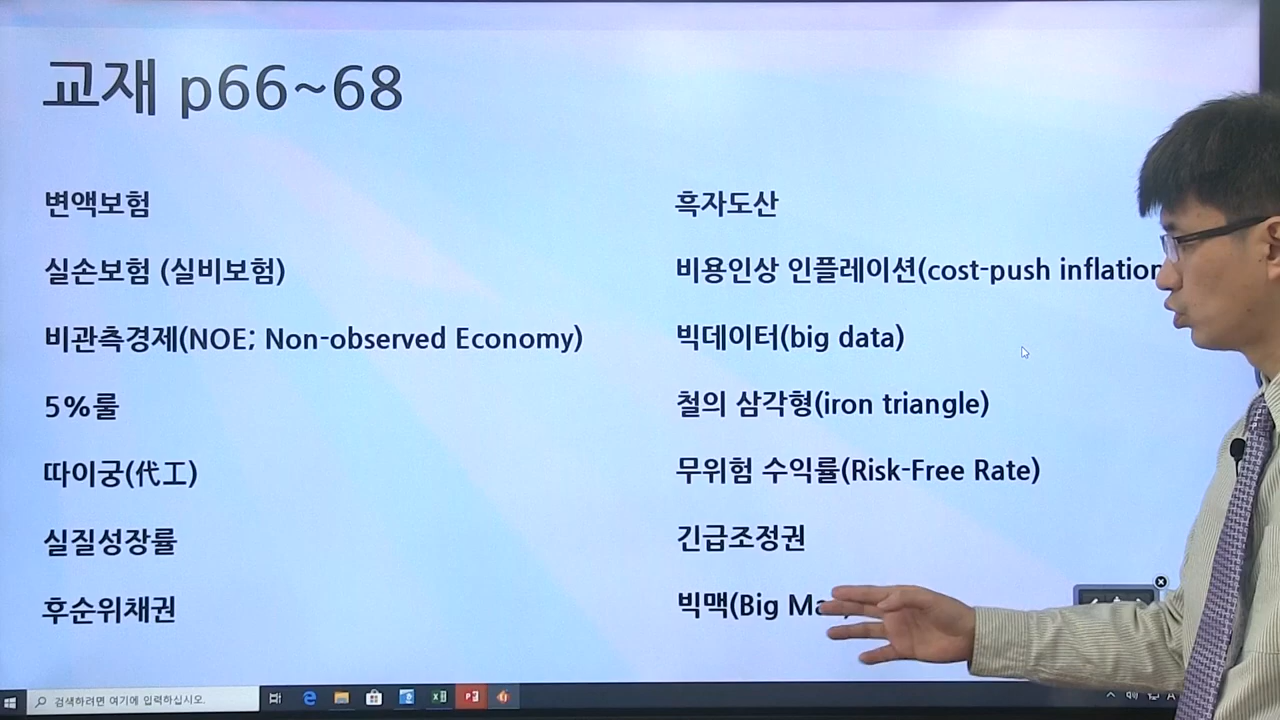 교재 p66~68
변액보험
실손보험 (실비보험)
비관측경제(NOE; Non-observed Economy)
5%룰
따이궁(代工)
실질성장률
후순위채권
흑자도산
비용인상 인플레이션(cost-push inflation
빅데이터(big data)
철의 삼각형(iron triangle)
무위험 수익률(Risk-Free Rate)
긴급조정권
빅맥(Big
검색하려면 여기에 입력하십시오.